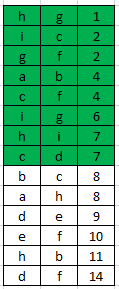 h g 1
i c 2
g f 2
a b 4
c f 4
i g 6
h i 7
c d 7
b c 8
a h 8
d e 9
e f 10
h b 11
d f 14